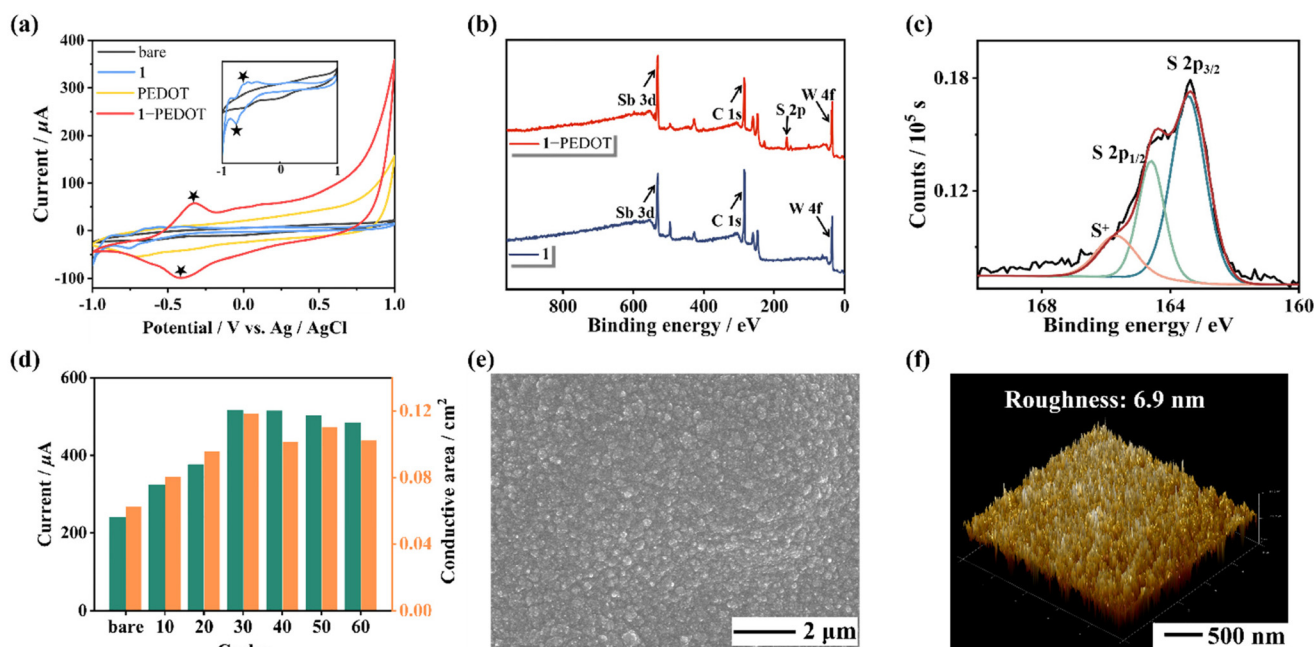 (a)
400
300
200
100
0
-100
-1.0
-0.5
0.0
0.5
1.0
Current / μA
Potential / V vs. Ag / AgCl
bare
1
PEDOT
1-PEDOT
★
★
-1
0
1
★
★
(b)
Sb 3d
C 1s
S 2p
W 4f
1-PEDOT
Sb 3d
C 1s
W 4f
1
800
600
400
200
0
Binding energy / eV
(c)
0.18
0.12
Counts / 10⁵ s
S 2p3/2
S 2p1/2
S⁺
168
164
160
Binding energy / eV
(d)
600
400
200
0
Current / μA
bare
10
20
30
40
50
60
0.12
0.08
0.04
0.00
Conductive area / cm²
(e)
2 μm
(f)
Roughness: 6.9 nm
500 nm